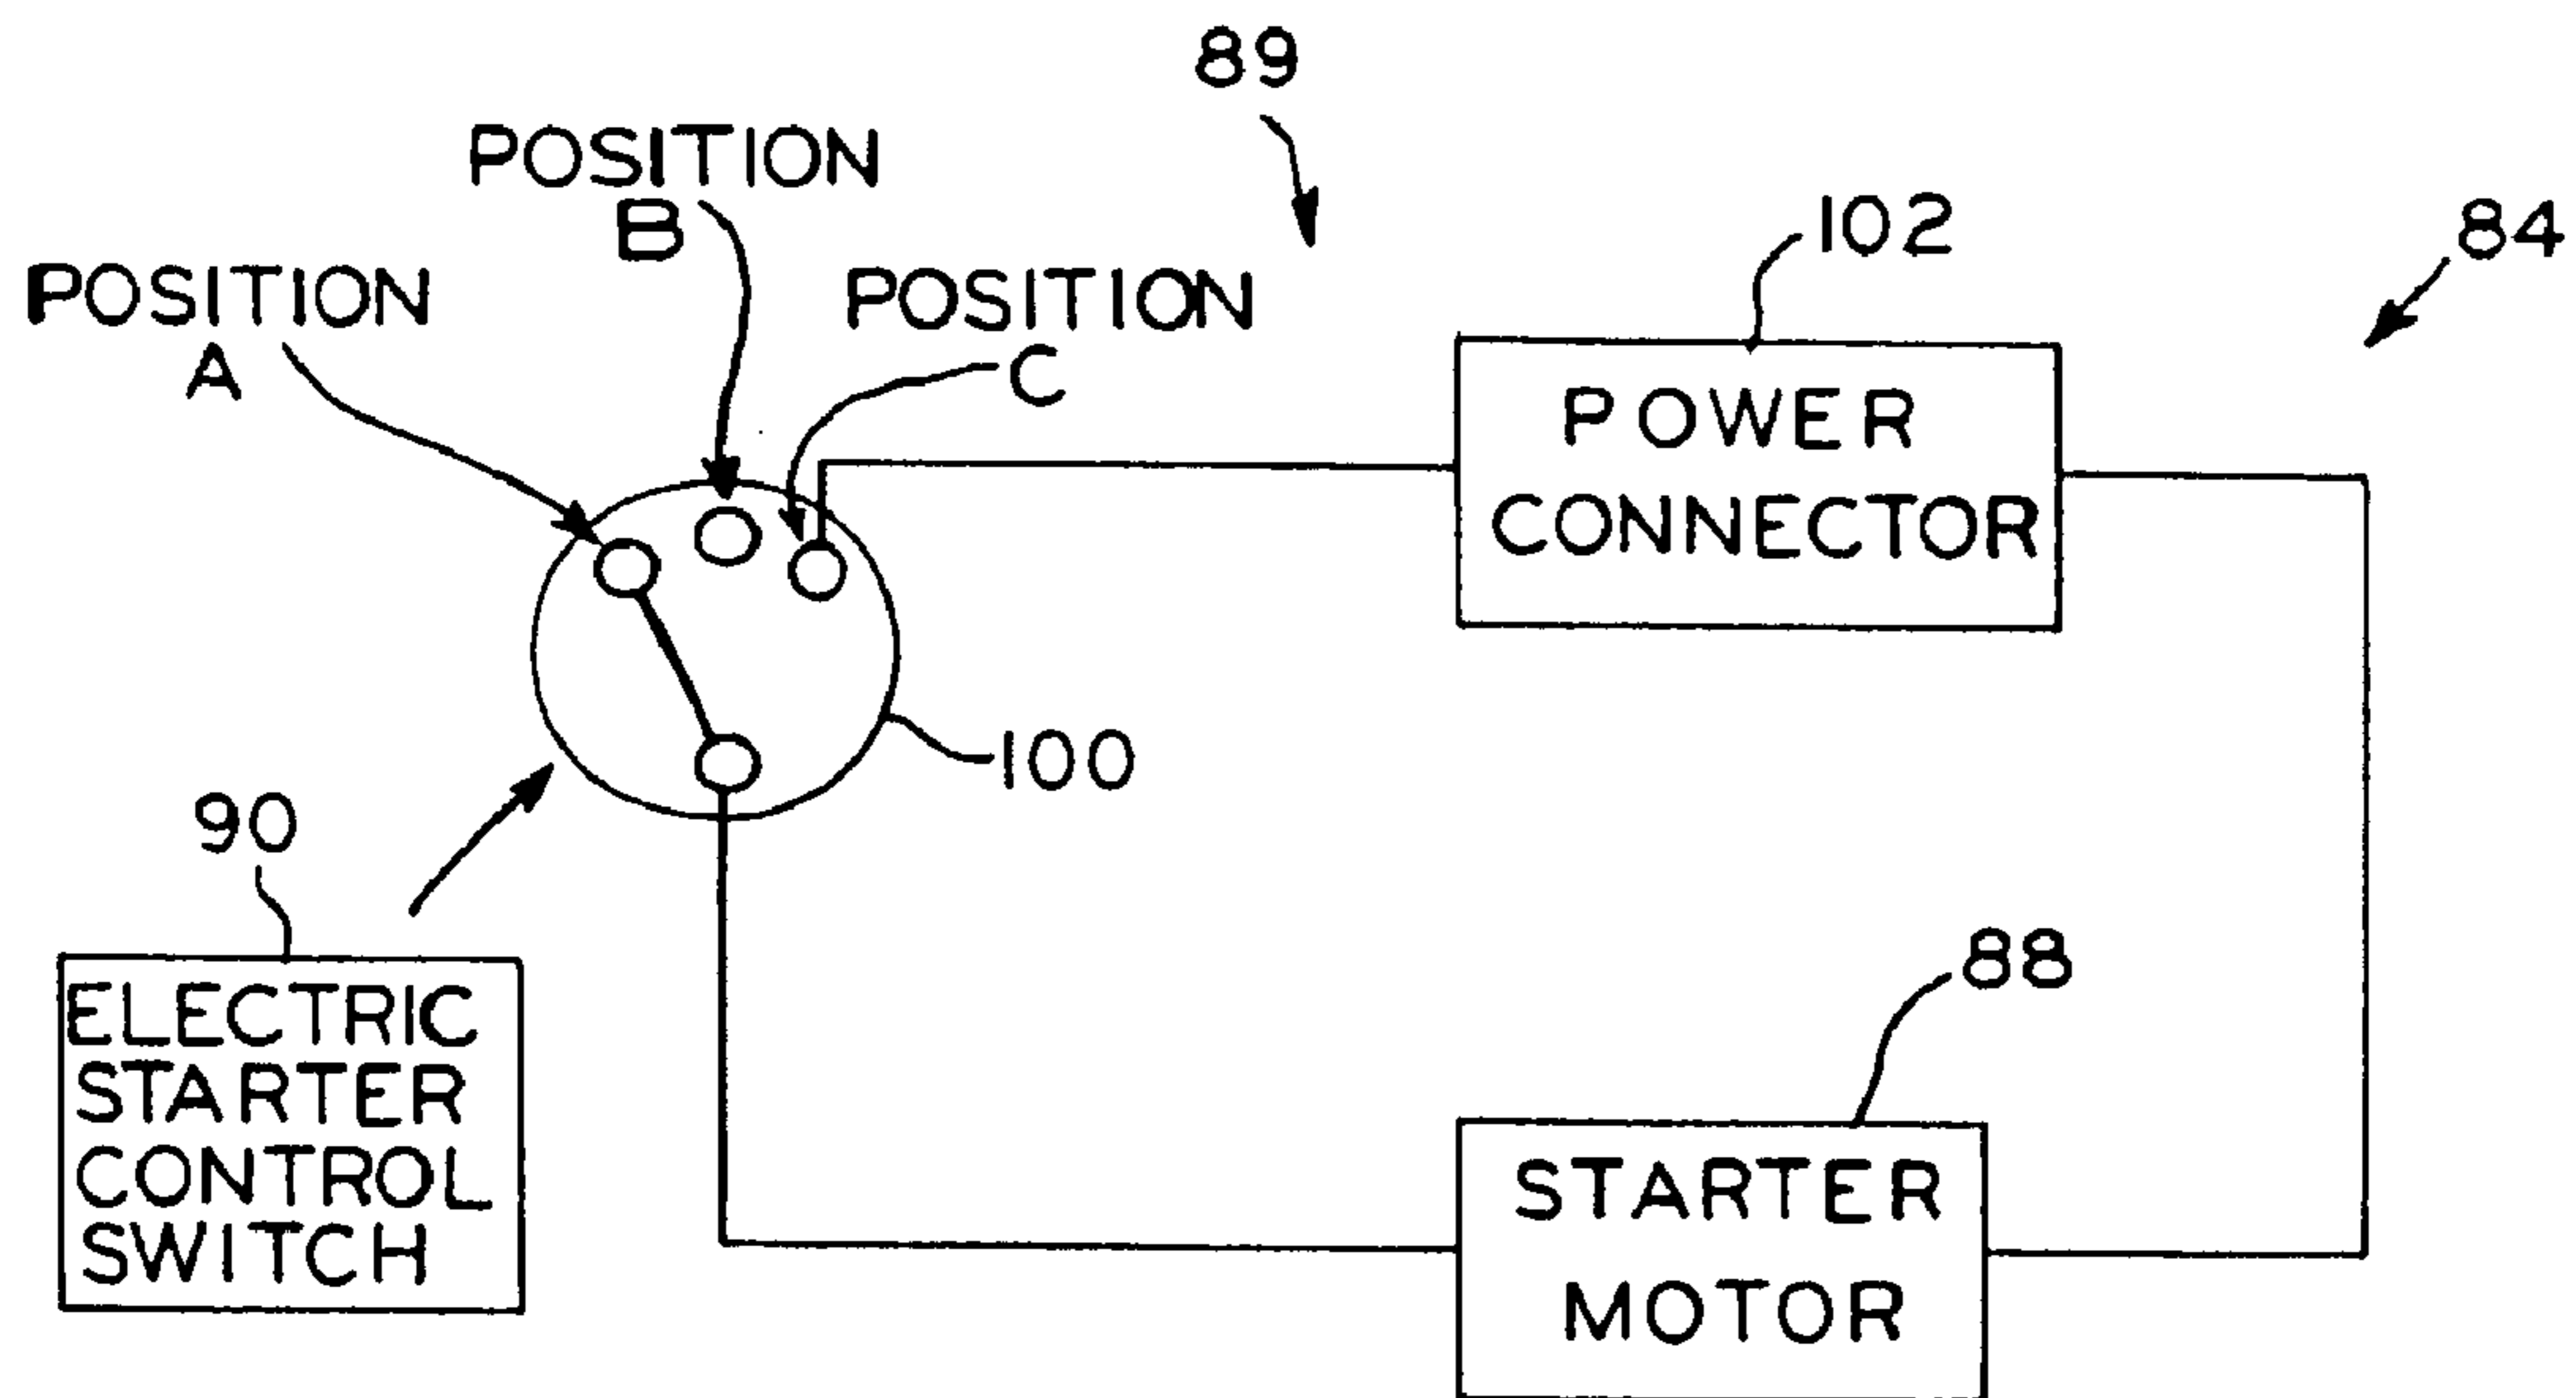 89
POSITION
B
102
84
POSITION
A
POSITION
C
POWER
CONNECTOR
100
90
ELECTRIC
STARTER
CONTROL
SWITCH
88
STARTER
MOTOR